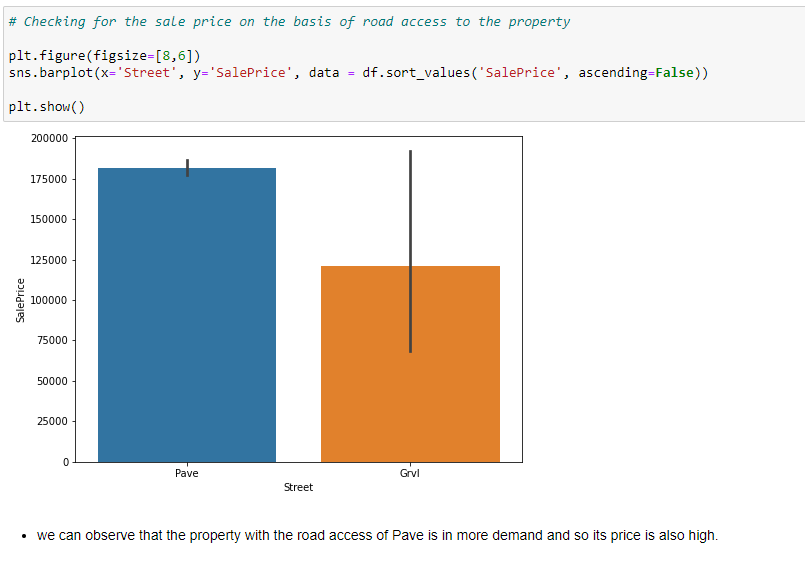 # Checking for the sale price on the basis of road access to the property
plt.figure(figsize=[8,6])
sns.barplot(x='Street', y='SalePrice', data = df.sort_values('SalePrice', ascending=False))
plt.show()
200000
175000
150000
125000
100000
75000
50000
25000
0
SalePrice
Pave Grvl
Street
• we can observe that the property with the road access of Pave is in more demand and so its price is also high.